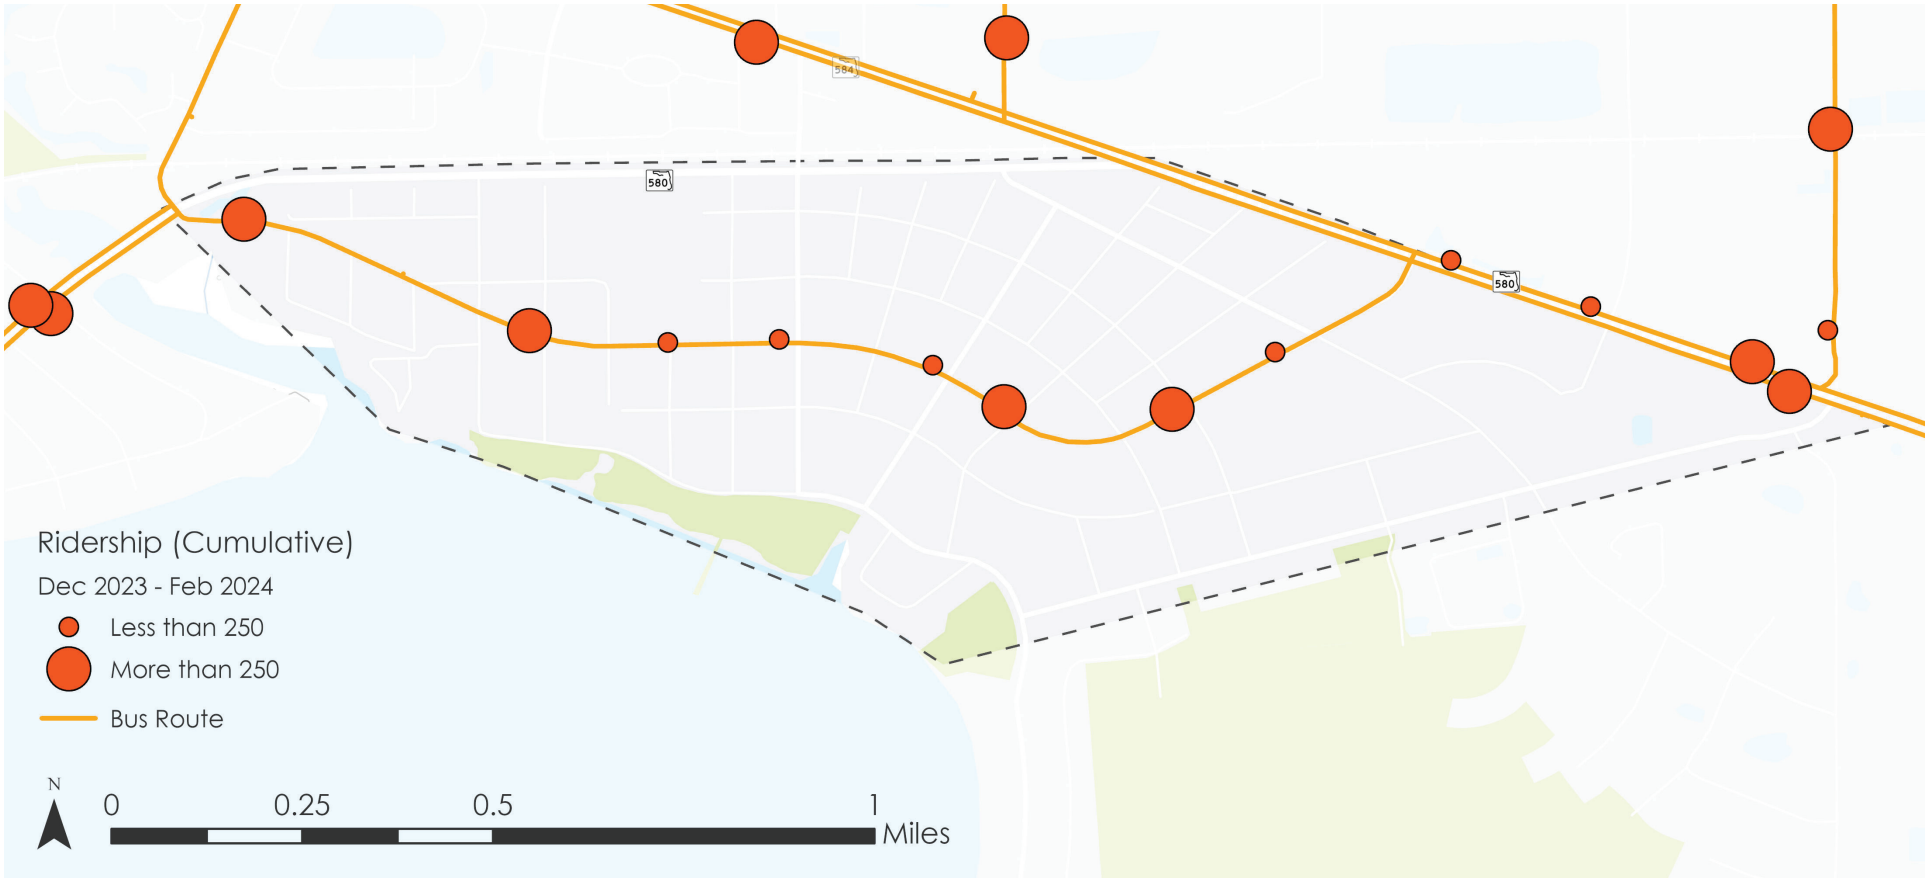 584
580
580
Ridership (Cumulative)
Dec 2023 - Feb 2024
Less than 250
More than 250
Bus Route
N
0 0.25 0.5 1
Miles